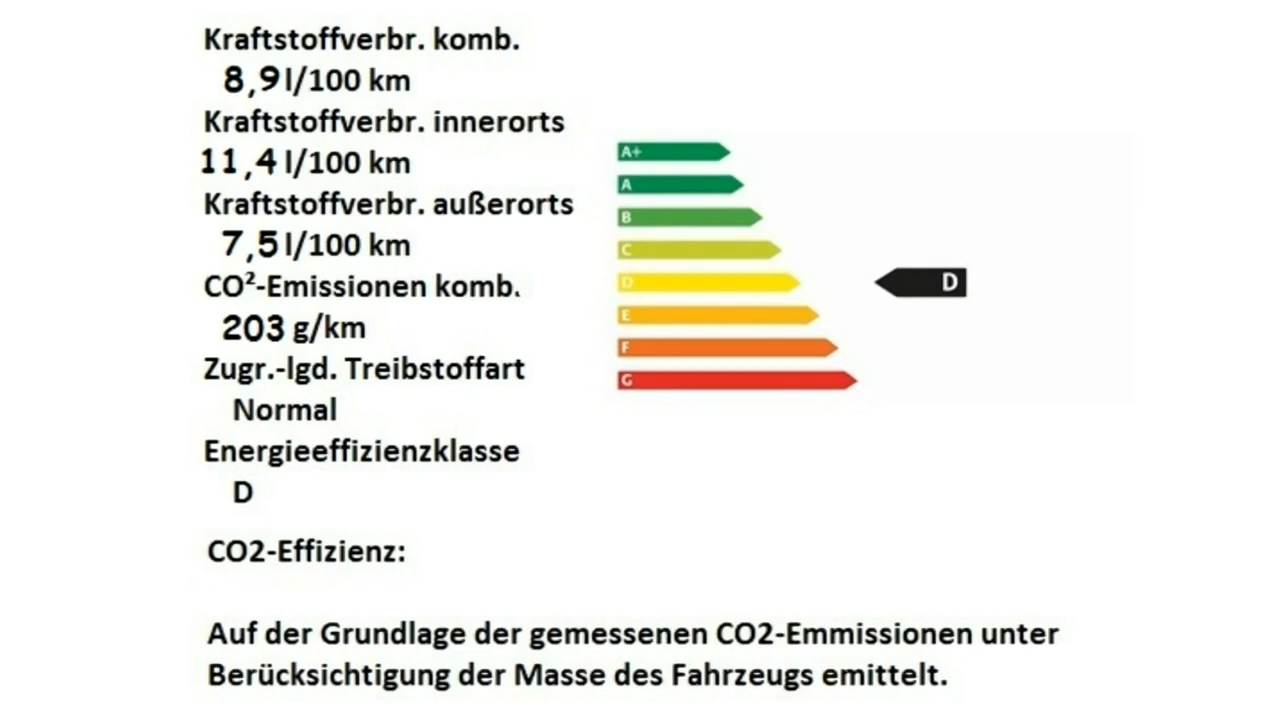 Kraftstoffverbr. komb.
8,9 l/100 km
Kraftstoffverbr. innerorts
11,4 l/100 km
Kraftstoffverbr. außerorts
7,5 l/100 km
CO²-Emissionen komb.
203 g/km
Zugr.-lgd. Treibstoffart
Normal
Energieeffizienzklasse
D
A+
A
B
C
D
D
E
F
G
CO2-Effizienz:
Auf der Grundlage der gemessenen CO2-Emmissionen unter
Berücksichtigung der Masse des Fahrzeugs emittelt.